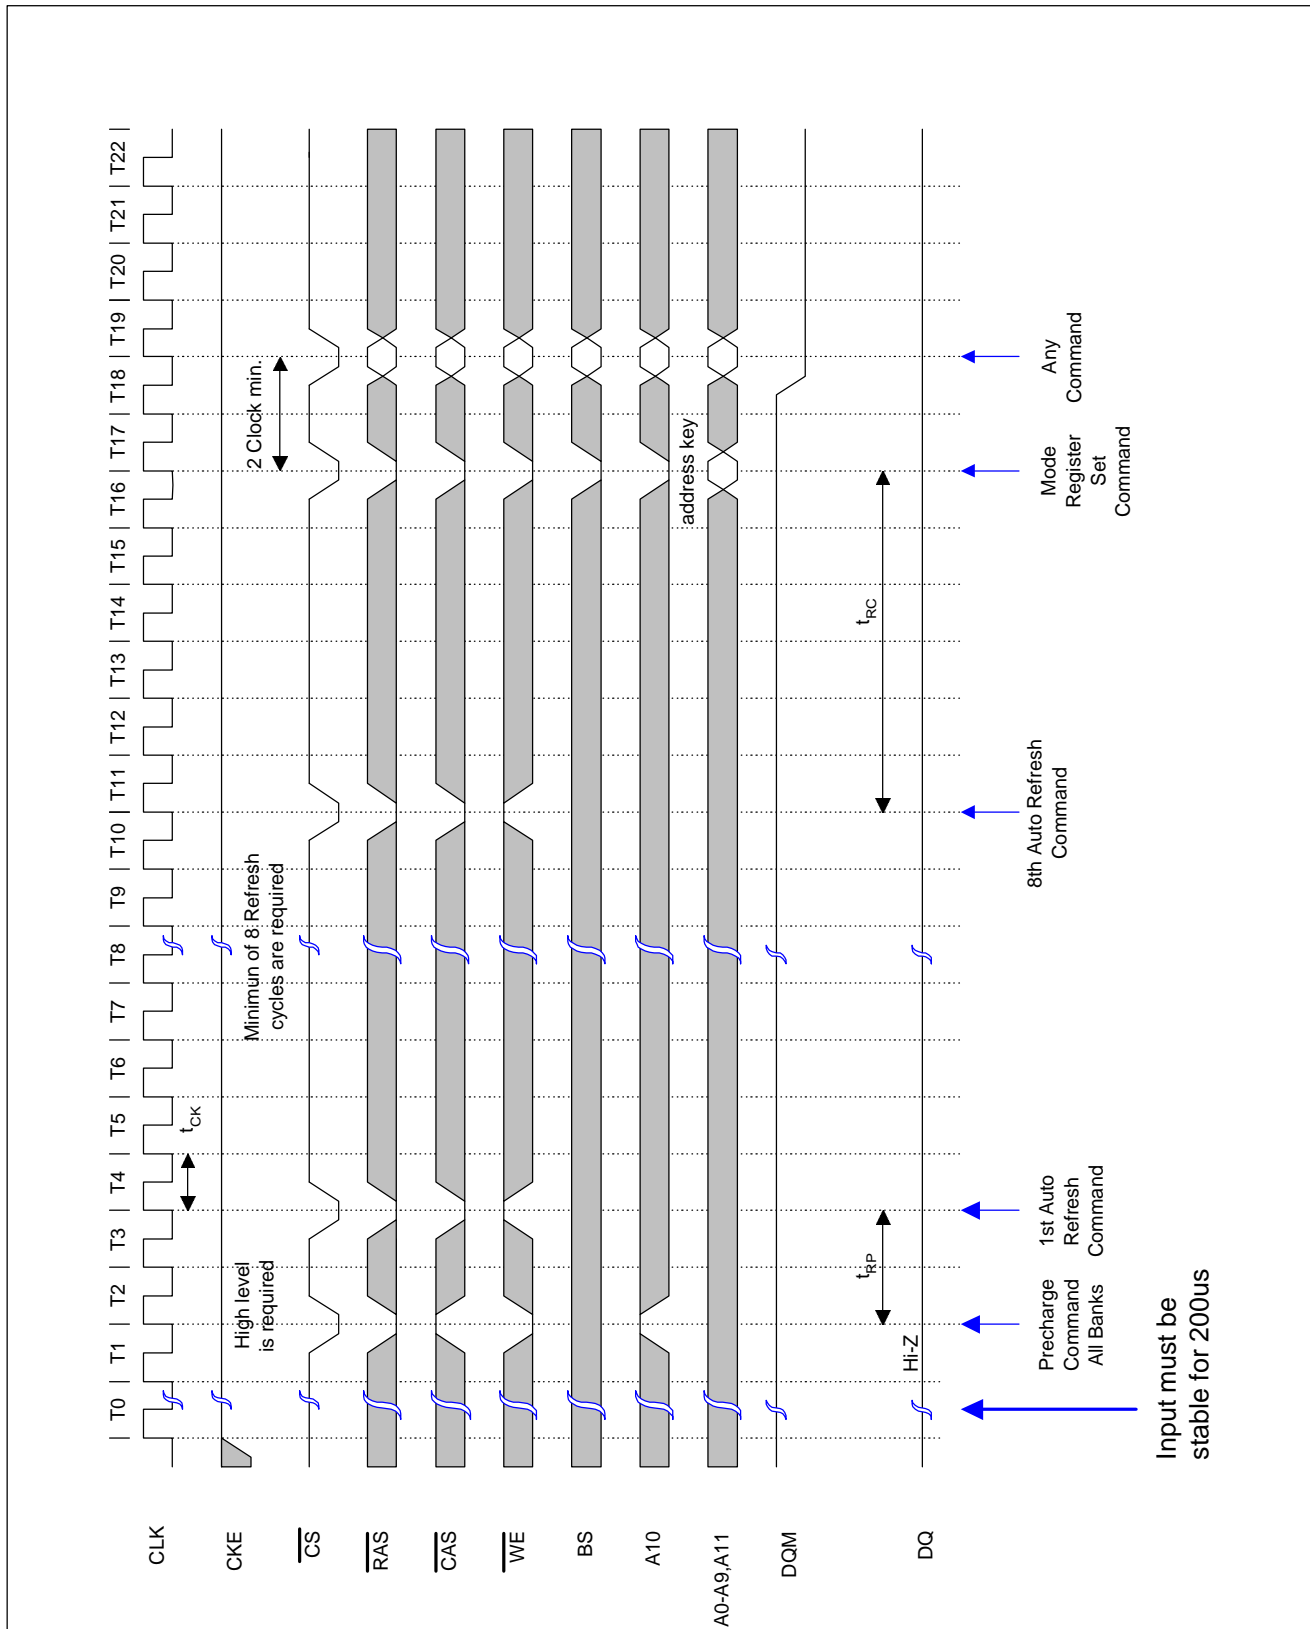 T0 T1 T2 T3 T4 T5 T6 T7 T8 T9 T10 T11 T12 T13 T14 T15 T16 T17 T18 T19 T20 T21 T22
CLK
tCK
CKE
High level
is required
Minimun of 8 Refresh
cycles are required
2 Clock min.
CS
RAS
CAS
WE
BS
A10
address key
A0-A9,A11
DQM
tRP
tRC
DQ
Hi-Z
Precharge
Command
All Banks
1st Auto
Refresh
Command
8th Auto Refresh
Command
Mode
Register
Set
Command
Any
Command
Input must be
stable for 200us